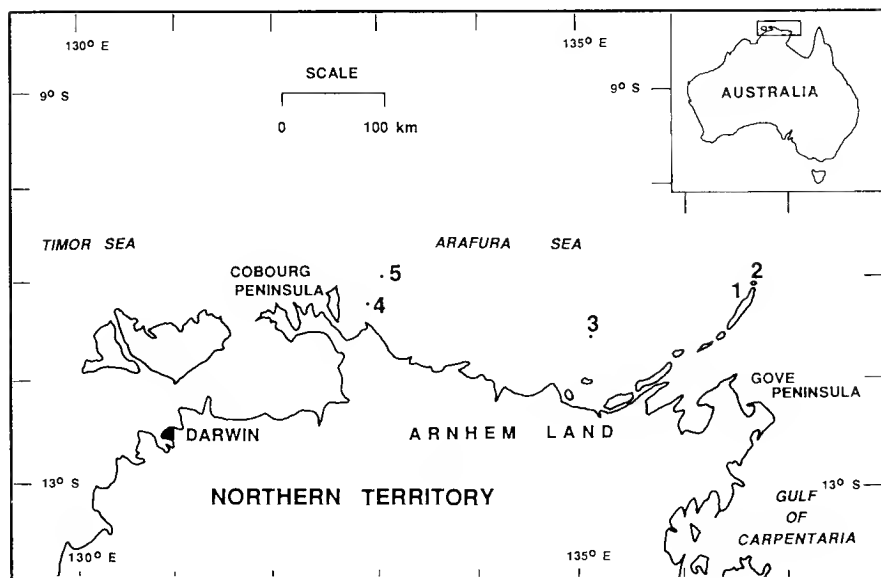 130° E
135° E
SCALE
9° S
0 100 km
9° S
AUSTRALIA
TIMOR SEA
ARAFURA SEA
COBOURG
PENINSULA
5
4
3
1
2
GOVE
PENINSULA
DARWIN
ARNHEM LAND
13° S
NORTHERN TERRITORY
13° S
GULF
OF
CARPENTARIA
130° E
135° E